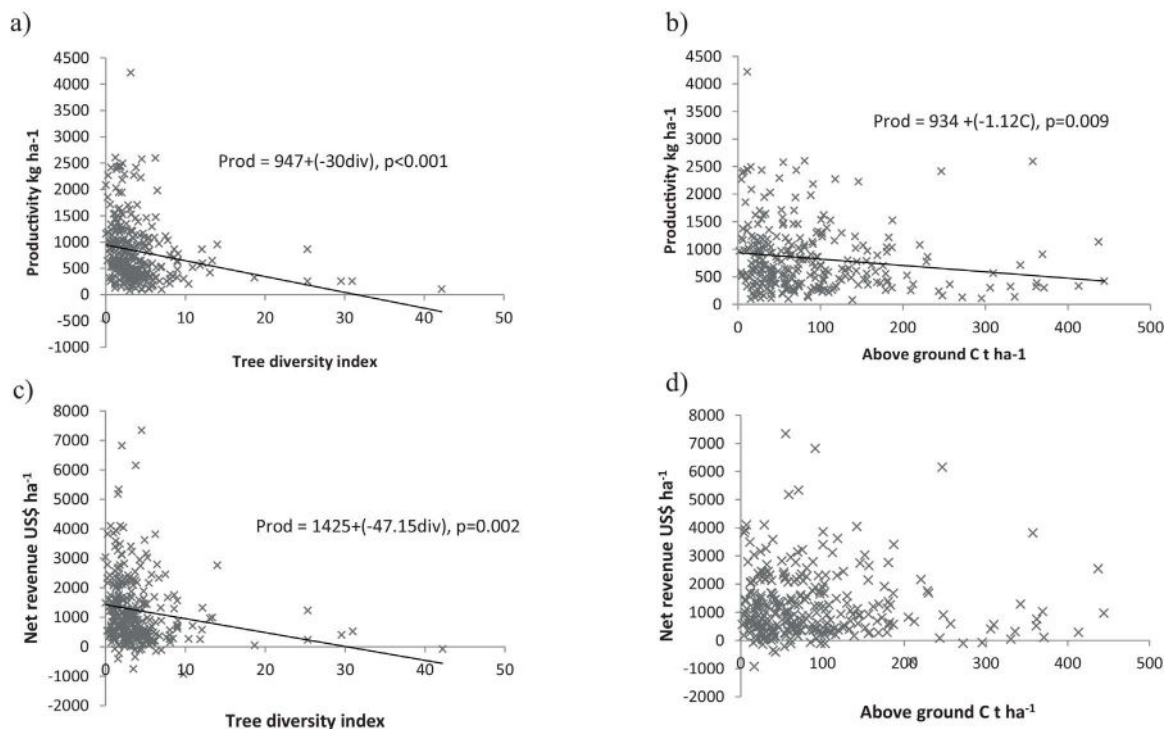 a)
4500
4000
3500
3000
2500
2000
1500
1000
500
0
-500
-1000
Productivity kg ha-1
Prod = 947+(-30div), p<0.001
0 10 20 30 40 50
Tree diversity index
b)
4500
4000
3500
3000
2500
2000
1500
1000
500
0
Productivity kg ha-1
Prod = 934 +(-1.12C), p=0.009
0 100 200 300 400 500
Above ground C t ha-1
c)
8000
7000
6000
5000
4000
3000
2000
1000
0
-1000
-2000
Net revenue US$ ha-1
Prod = 1425+(-47.15div), p=0.002
0 10 20 30 40 50
Tree diversity index
d)
8000
7000
6000
5000
4000
3000
2000
1000
0
-1000
-2000
Net revenue US$ ha-1
0 100 200 300 400 500
Above ground C t ha-1